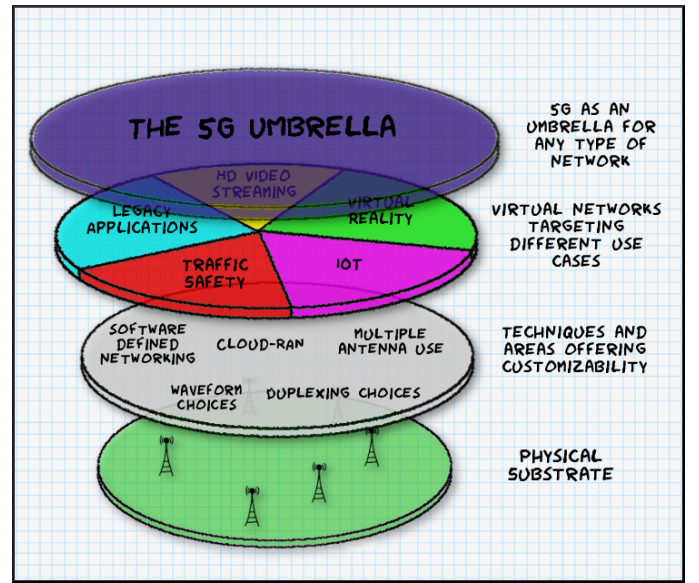 THE 5G UMBRELLA
5G AS AN
UMBRELLA FOR
ANY TYPE OF
NETWORK
HD VIDEO
STREAMING
LEGACY
APPLICATIONS
VIRTUAL
REALITY
TRAFFIC
SAFETY
IOT
VIRTUAL NETWORKS
TARGETING
DIFFERENT USE
CASES
SOFTWARE
DEFINED
NETWORKING
CLOUD-RAN
MULTIPLE
ANTENNA USE
WAVEFORM
CHOICES
DUPLEXING CHOICES
TECHNIQUES AND
AREAS OFFERING
CUSTOMIZABILITY
PHYSICAL
SUBSTRATE